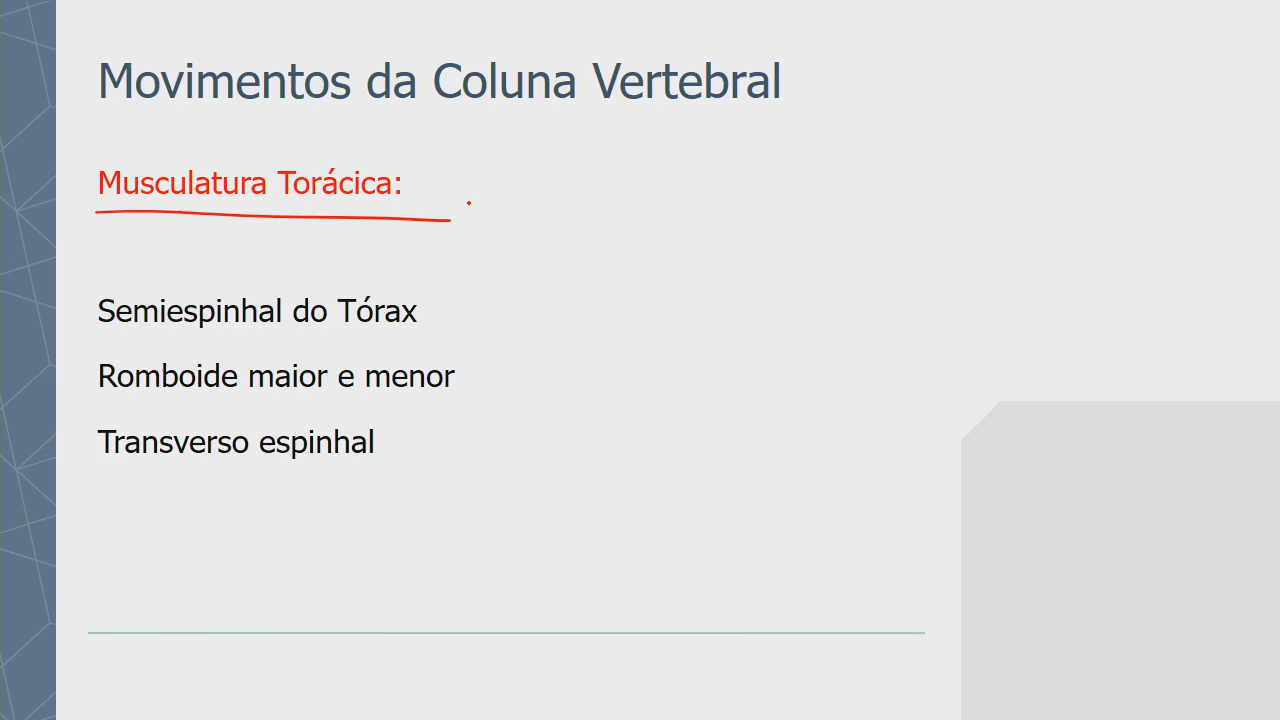 Movimentos da Coluna Vertebral
Musculatura Torácica:
Semiespinhal do Tórax
Romboide maior e menor
Transverso espinhal